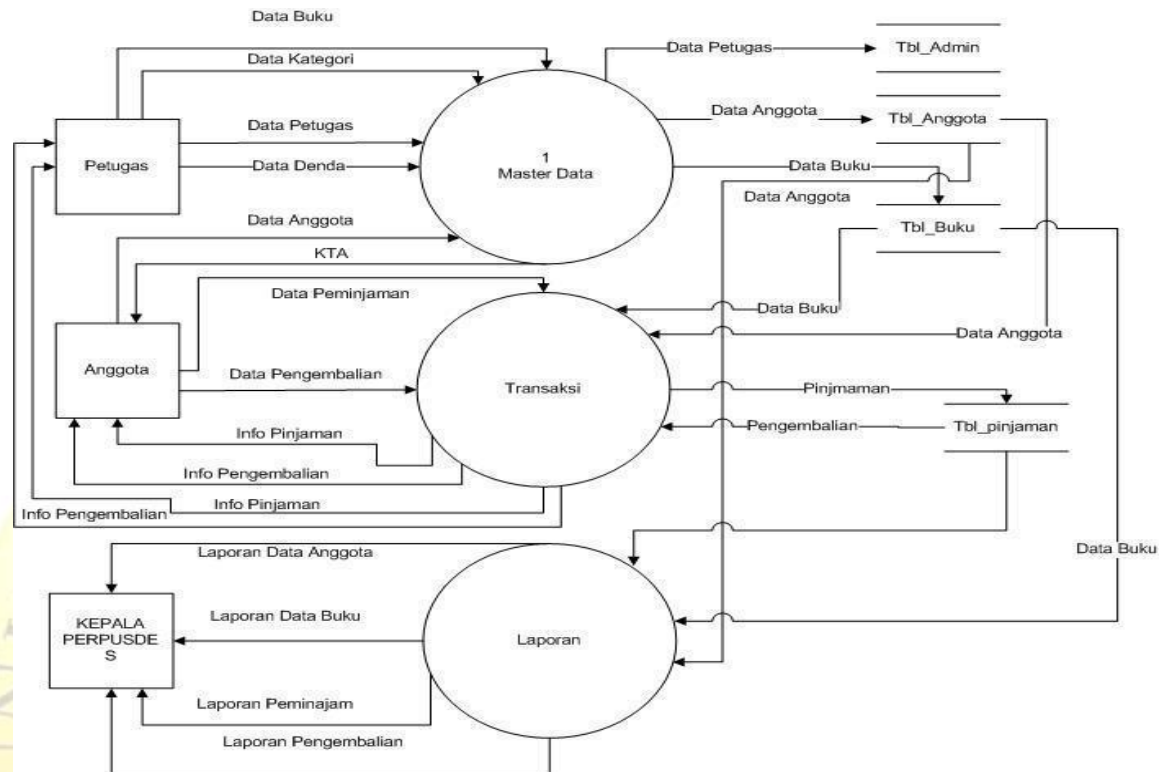 Data Buku
Data Kategori
Data Petugas
Tbl_Admin
Data Anggota
Tbl_Anggota
Data Petugas
Petugas
Data Denda
1
Master Data
Data Buku
Data Anggota
Data Anggota
Tbl_Buku
KTA
Data Peminjaman
Data Buku
Data Anggota
Anggota
Data Pengembalian
Transaksi
Pinjmaman
Info Pinjaman
Pengembalian
Tbl_pinjaman
Info Pengembalian
Info Pinjaman
Info Pengembalian
Laporan Data Anggota
Data Buku
KEPALA
PERPUSDE
S
Laporan Data Buku
Laporan
Laporan Peminajam
Laporan Pengembalian